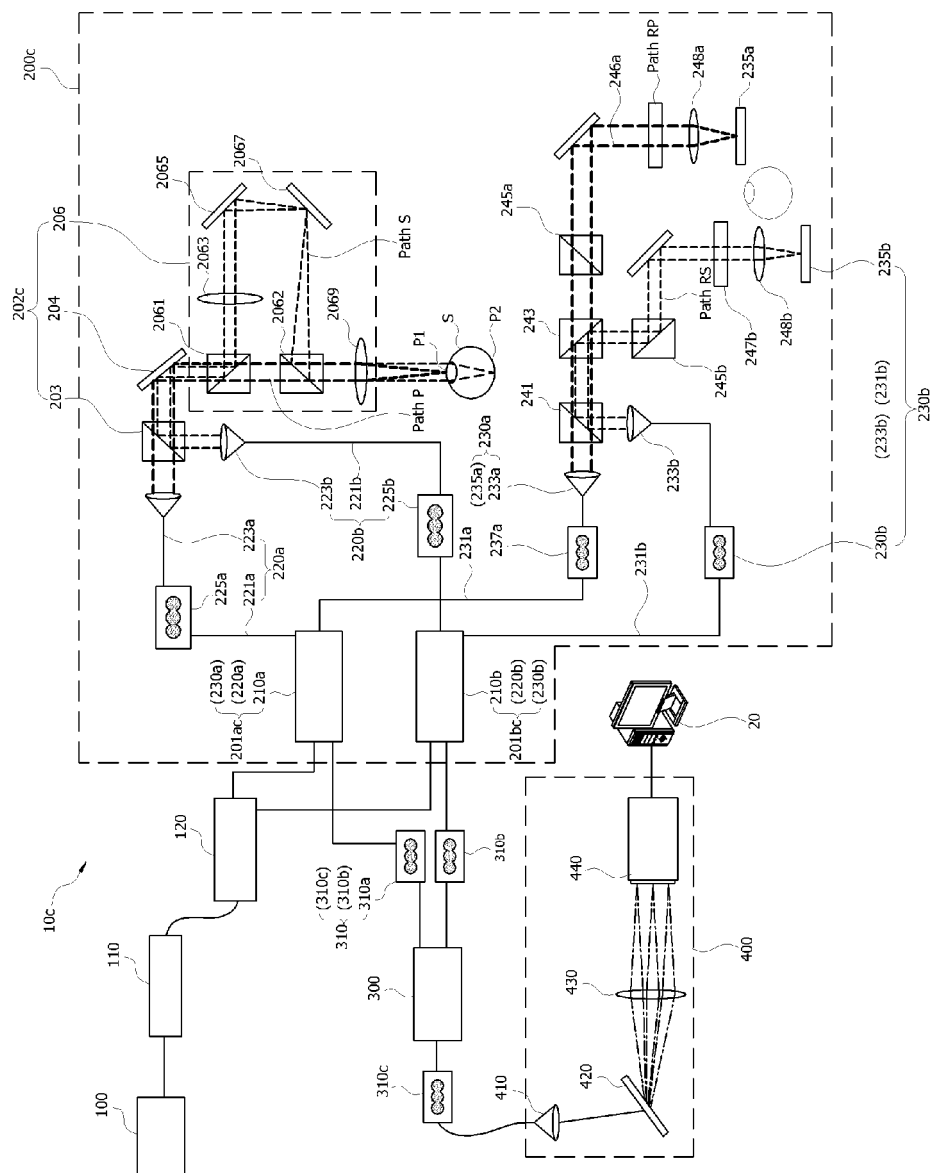 200c
10c
202c
203
204
206
2061
2063
2065
2067
2062
2069
Path S
Path P
P1
S
P2
100
110
120
225a
221a
223a
220a
223b
221b
225b
220b
201ac
(230a)
(220a)
210a
201bc
210b
(220b)
(230b)
231a
237a
(235a)
233a
230a
241
243
245a
246a
Path RP
248a
235a
245b
Path RS
247b
248b
235b
233b
231b
230b
(233b)
(231b)
230b
310
(310c)
(310b)
310a
310b
300
310c
410
420
430
440
400
20